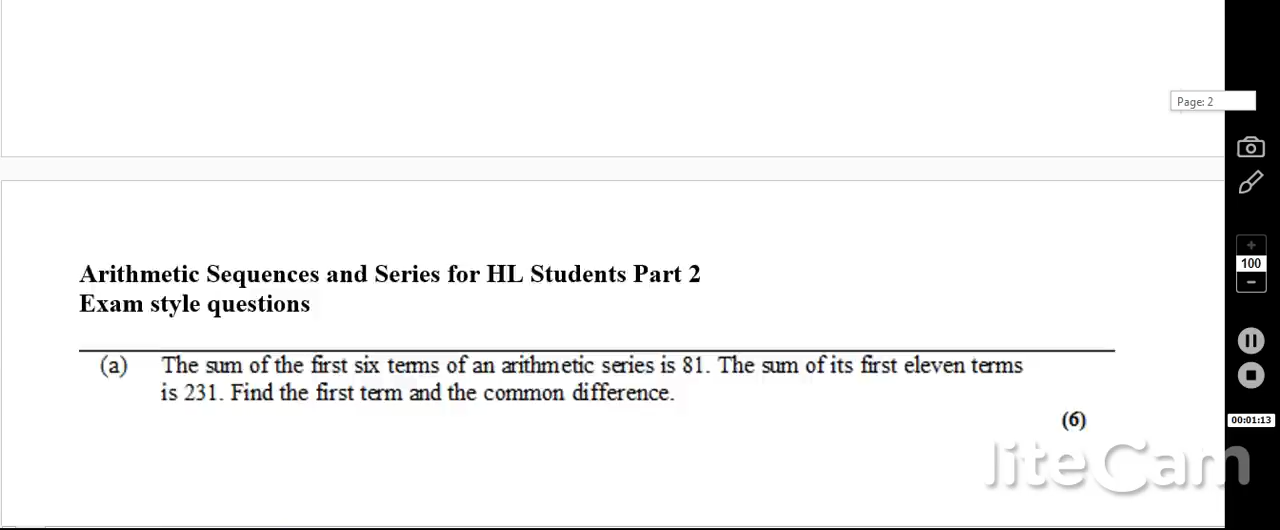 Page: 2
+
100
-
Arithmetic Sequences and Series for HL Students Part 2
Exam style questions
(a) The sum of the first six terms of an arithmetic series is 81. The sum of its first eleven terms
is 231. Find the first term and the common difference.
(6)
00:01:13
liteCam